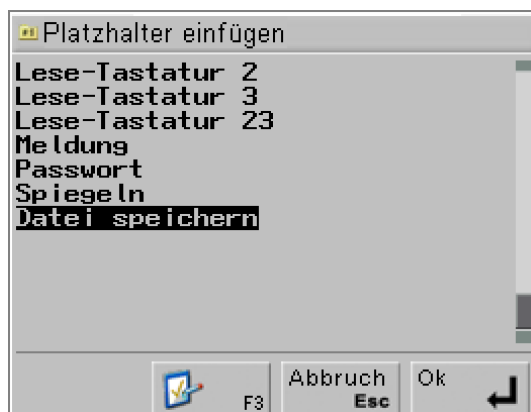 Platzhalter einfügen
Lese-Tastatur 2
Lese-Tastatur 3
Lese-Tastatur 23
Meldung
Passwort
Spiegeln
Datei speichern
F3
Abbruch
Esc
Ok